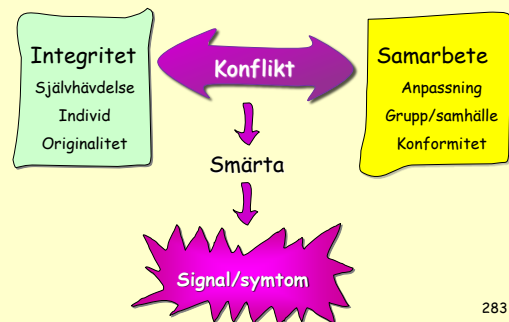 Integritet
Självhävdelse
Individ
Originalitet
Konflikt
Samarbete
Anpassning
Grupp/samhälle
Konformitet
Smärta
Signal/symtom
283